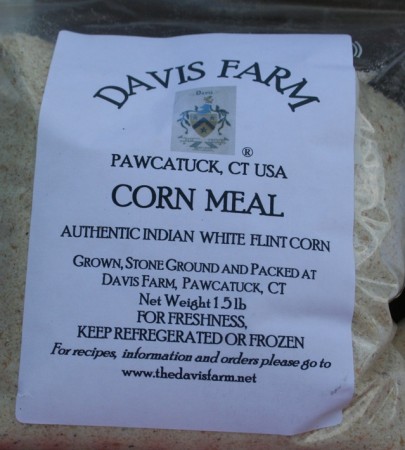 DAVIS FARM
DAVIS
®
PAWCATUCK, CT USA
CORN MEAL
AUTHENTIC INDIAN WHITE FLINT CORN
GROWN, STONE GROUND AND PACKED AT
DAVIS FARM, PAWCATUCK, CT
Net Weight 1.5 lb
FOR FRESHNESS,
KEEP REFREGERATED OR FROZEN
For recipes, information and orders please go to
www.thedavisfarm.net